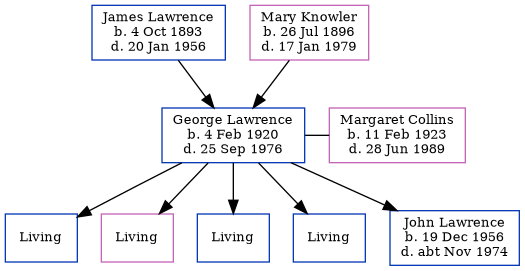 James Lawrence
b. 4 Oct 1893
d. 20 Jan 1956
Mary Knowler
b. 26 Jul 1896
d. 17 Jan 1979
George Lawrence
b. 4 Feb 1920
d. 25 Sep 1976
Margaret Collins
b. 11 Feb 1923
d. 28 Jun 1989
Living
Living
Living
Living
John Lawrence
b. 19 Dec 1956
d. abt Nov 1974